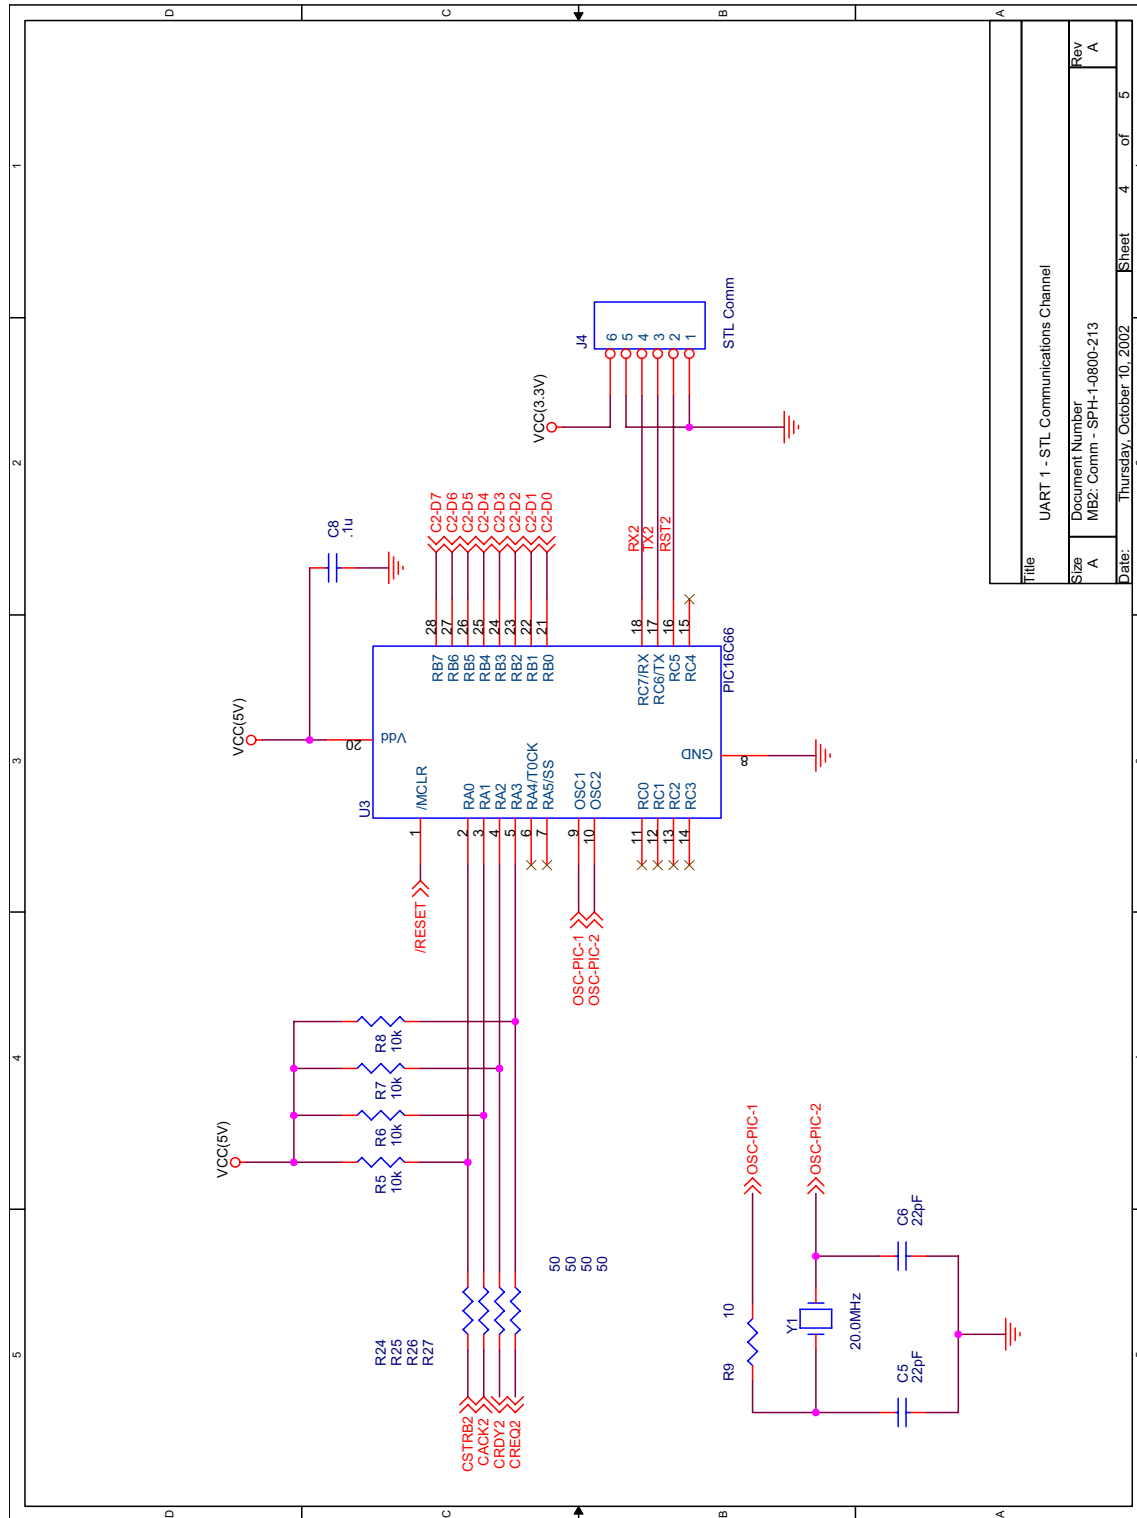 5
4
3
2
1
D
C
B
A
VCC(5V)
R5
10k
R6
10k
R7
10k
R8
10k
R24
R25
R26
R27
50
50
50
50
CSTRB2
CACK2
CRDY2
CREQ2
/RESET
OSC-PIC-1
OSC-PIC-2
VCC(5V)
C8
.1u
U3
PIC16C66
Vdd
20
GND
8
/MCLR
1
RA0
2
RA1
3
RA2
4
RA3
5
RA4/T0CK
6
RA5/SS
7
OSC1
9
OSC2
10
RC0
11
RC1
12
RC2
13
RC3
14
RB7
28
RB6
27
RB5
26
RB4
25
RB3
24
RB2
23
RB1
22
RB0
21
RC7/RX
18
RC6/TX
17
RC5
16
RC4
15
C2-D7
C2-D6
C2-D5
C2-D4
C2-D3
C2-D2
C2-D1
C2-D0
RX2
TX2
RST2
VCC(3.3V)
J4
6
5
4
3
2
1
STL Comm
R9
10
OSC-PIC-1
OSC-PIC-2
Y1
20.0MHz
C5
22pF
C6
22pF
Title
UART 1 - STL Communications Channel
Size
A
Document Number
MB2: Comm - SPH-1-0800-213
Rev
A
Date:
Thursday, October 10, 2002
Sheet
4
of
5
D
C
B
A